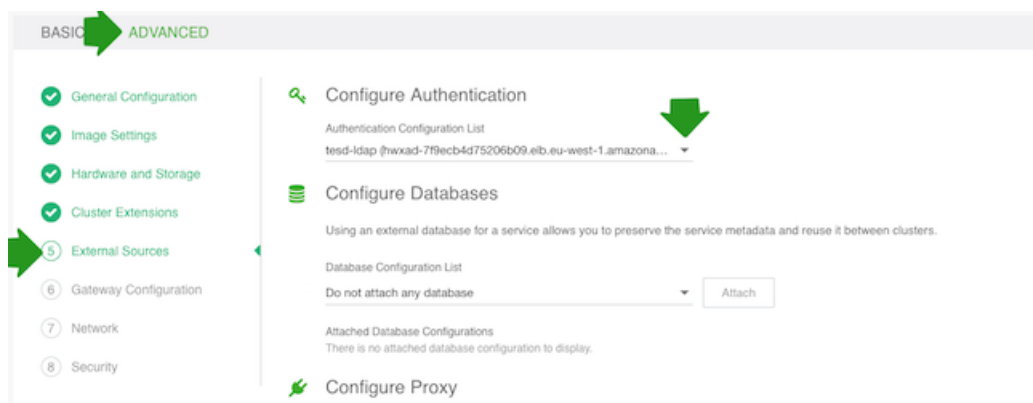 BASIC ADVANCED
General Configuration
Image Settings
Hardware and Storage
Cluster Extensions
5 External Sources
6 Gateway Configuration
7 Network
8 Security
Configure Authentication
Authentication Configuration List
tesd-ldap (hwxad-7f9ecb4d75206b09.elb.eu-west-1.amazona...
Configure Databases
Using an external database for a service allows you to preserve the service metadata and reuse it between clusters.
Database Configuration List
Do not attach any database
Attach
Attached Database Configurations
There is no attached database configuration to display.
Configure Proxy